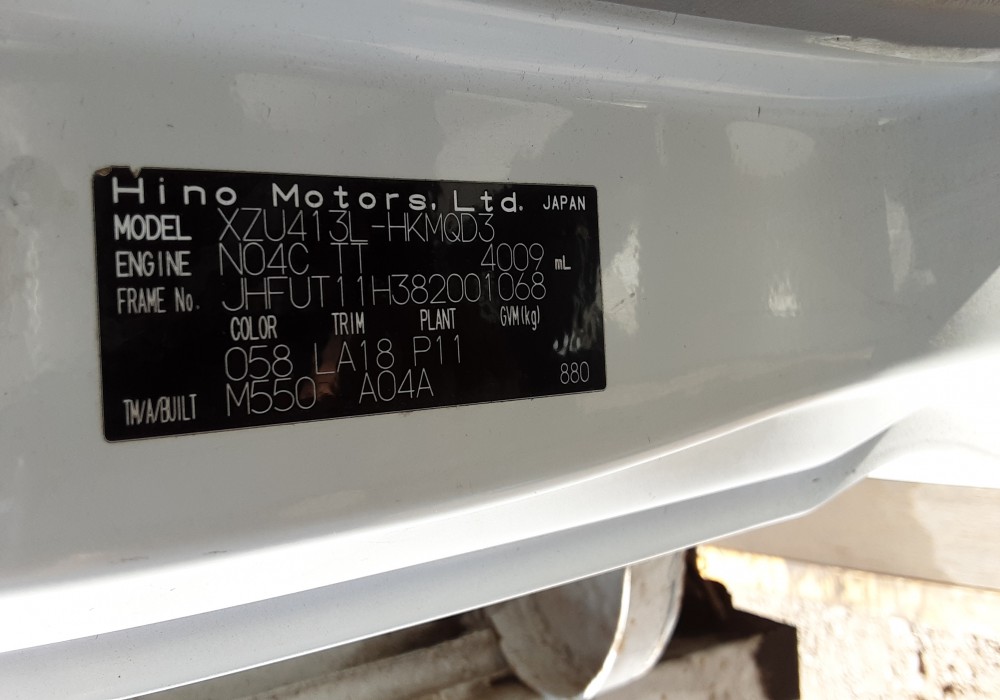 Hino Motors, Ltd. JAPAN
MODEL XZU413L-HKMQD3
ENGINE N04C TT 4009 mL
FRAME No. JHFUT11H382001068
COLOR TRIM PLANT GVM(kg)
058 LA18 P11
TM/A/BUILT M550 A04A 880